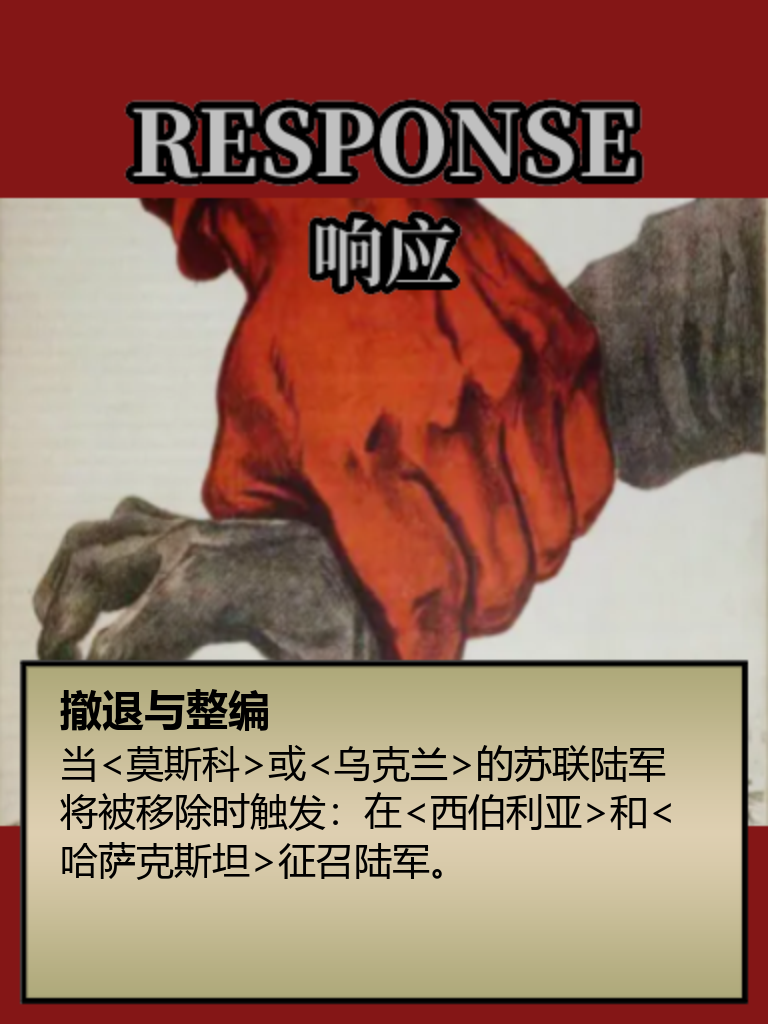 RESPONSE
响应
撤退与整编
当<莫斯科>或<乌克兰>的苏联陆军
将被移除时触发：在<西伯利亚>和<
哈萨克斯坦>征召陆军。